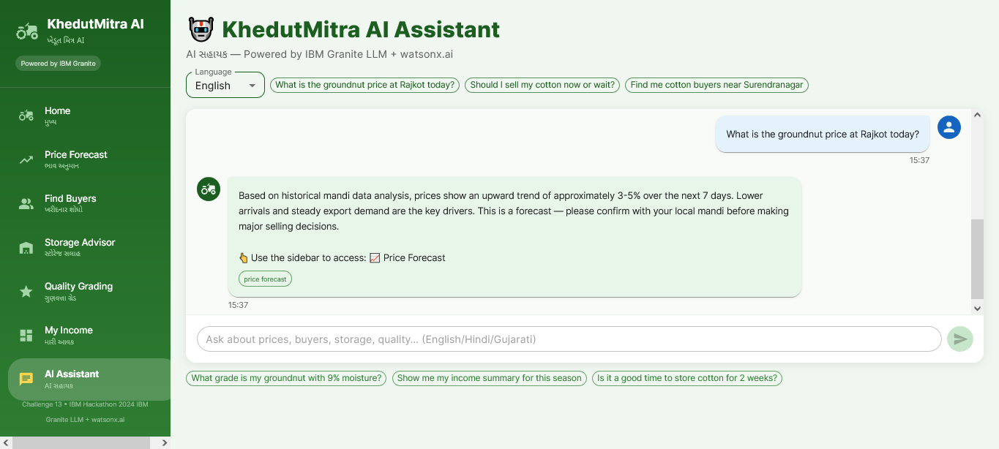 KhedutMitra AI
ખેડૂત મિત્ર AI
Powered by IBM Granite
Home
મુખ્ય
Price Forecast
ભાવ અનુમાન
Find Buyers
ખરીદનાર શોધો
Storage Advisor
સ્ટોરેજ સલાહ
Quality Grading
ગુણવત્તા ગ્રેડ
My Income
મારી આવક
AI Assistant
AI સહાયક
Challenge 13 • IBM Hackathon 2024 IBM
Granite LLM + watsonx.ai
KhedutMitra AI Assistant
AI સહાયક — Powered by IBM Granite LLM + watsonx.ai
Language
English
What is the groundnut price at Rajkot today?
Should I sell my cotton now or wait?
Find me cotton buyers near Surendranagar
What is the groundnut price at Rajkot today?
15:37
Based on historical mandi data analysis, prices show an upward trend of approximately 3-5% over the next 7 days. Lower
arrivals and steady export demand are the key drivers. This is a forecast — please confirm with your local mandi before making
major selling decisions.
👆 Use the sidebar to access: 📈 Price Forecast
price forecast
15:37
Ask about prices, buyers, storage, quality... (English/Hindi/Gujarati)
What grade is my groundnut with 9% moisture?
Show me my income summary for this season
Is it a good time to store cotton for 2 weeks?